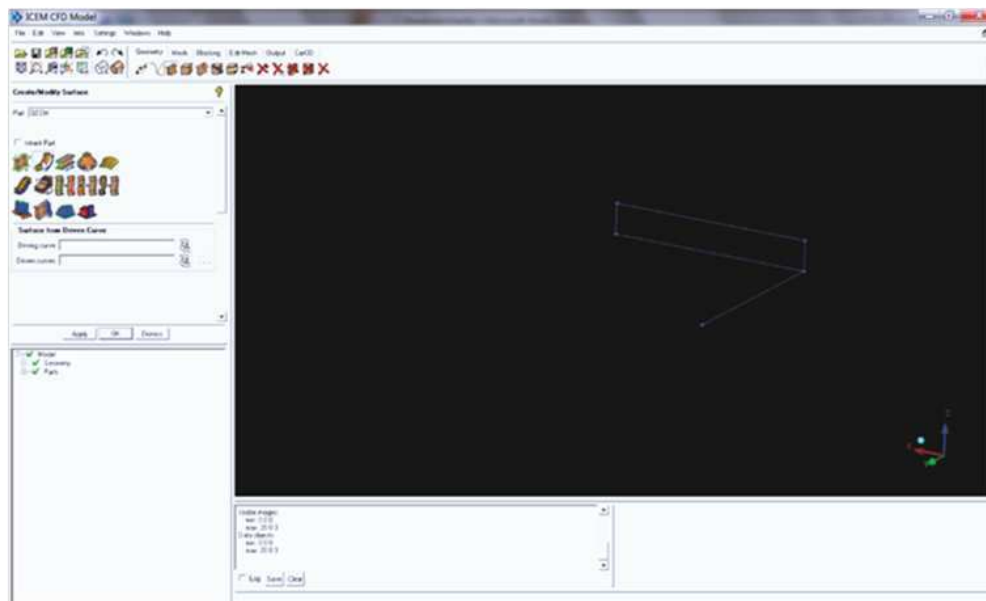 ICEM CFD Model
File Edit View Info Settings Windows Help
Geometry Mesh Blocking Edit Mesh Output Cart3D
Create/Modify Surface
Part
Inherit Part
Surface from Driven Curve
Driving curve
Driven curves
Apply OK Dismiss
Model
Geometry
Parts
Log Save Clear